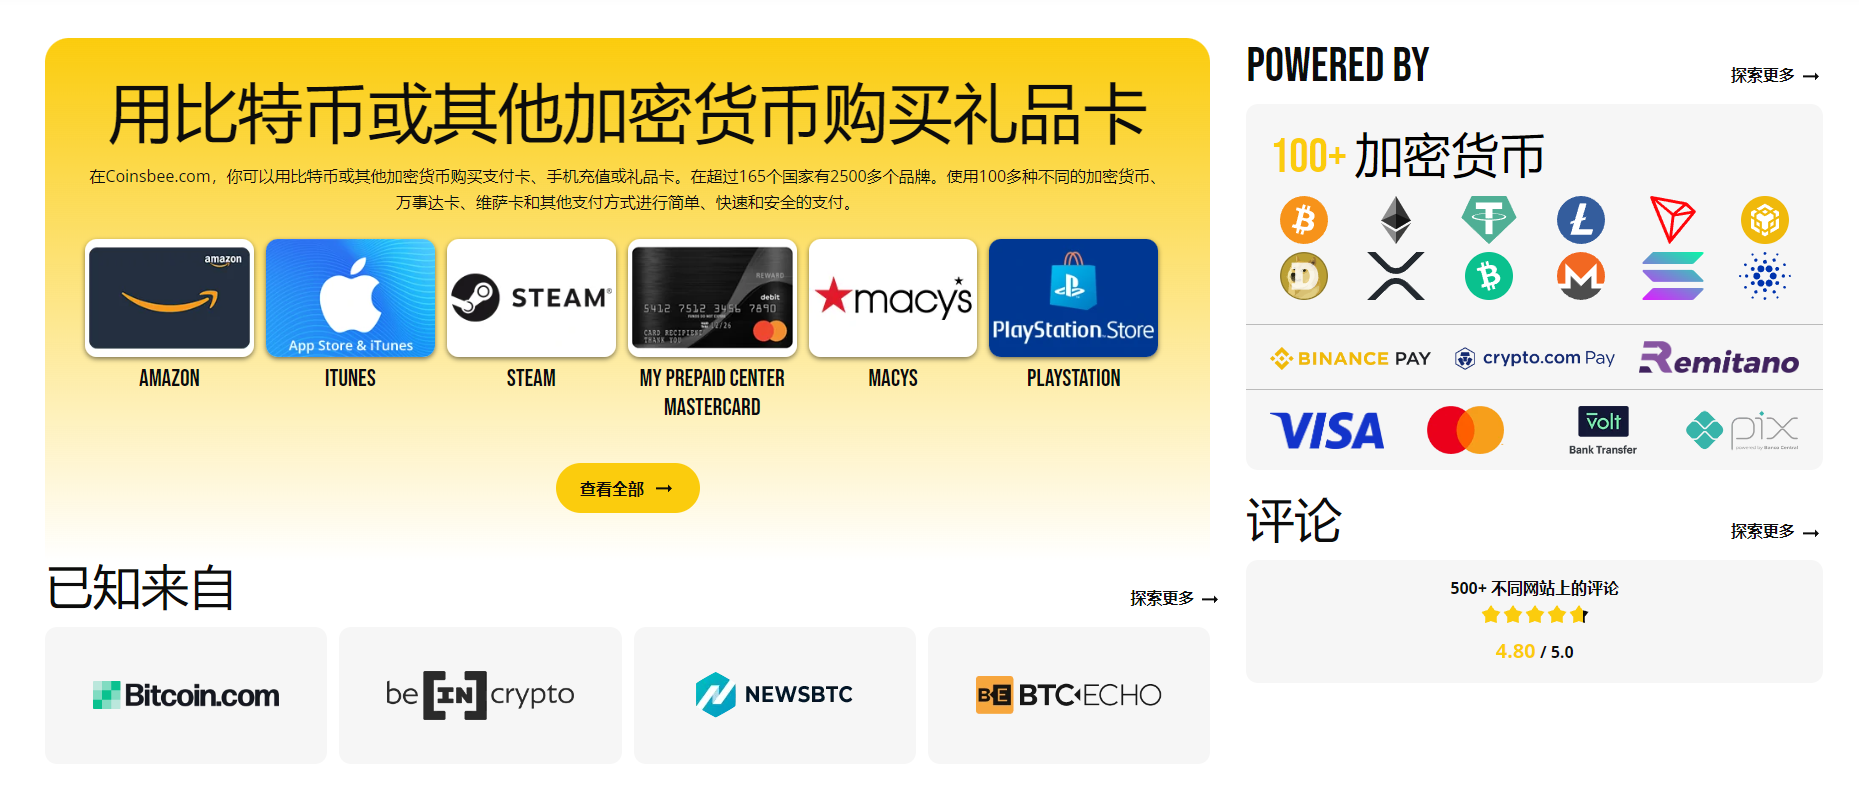 用比特币或其他加密货币购买礼品卡
在Coinsbee.com，你可以用比特币或其他加密货币购买支付卡、手机充值或礼品卡。在超过165个国家有2500多个品牌。使用100多种不同的加密货币、
万事达卡、维萨卡和其他支付方式进行简单、快速和安全的支付。
amazon
App Store & iTunes
STEAM®
REWARD
debit
5412 7512 3456 7890
12/26
CARD RECIPIENT
THANK YOU
macy's
PlayStation.Store
AMAZON
ITUNES
STEAM
MY PREPAID CENTER
MASTERCARD
MACYS
PLAYSTATION
查看全部 →
已知来自
探索更多 →
Bitcoin.com
be[IN]crypto
NEWSBTC
BE BTC ECHO
POWERED BY
探索更多 →
100+ 加密货币
BINANCE PAY
crypto.com Pay
Remitano
VISA
volt
Bank Transfer
pix
powered by Banco Central
评论
探索更多 →
500+ 不同网站上的评论
4.80 / 5.0